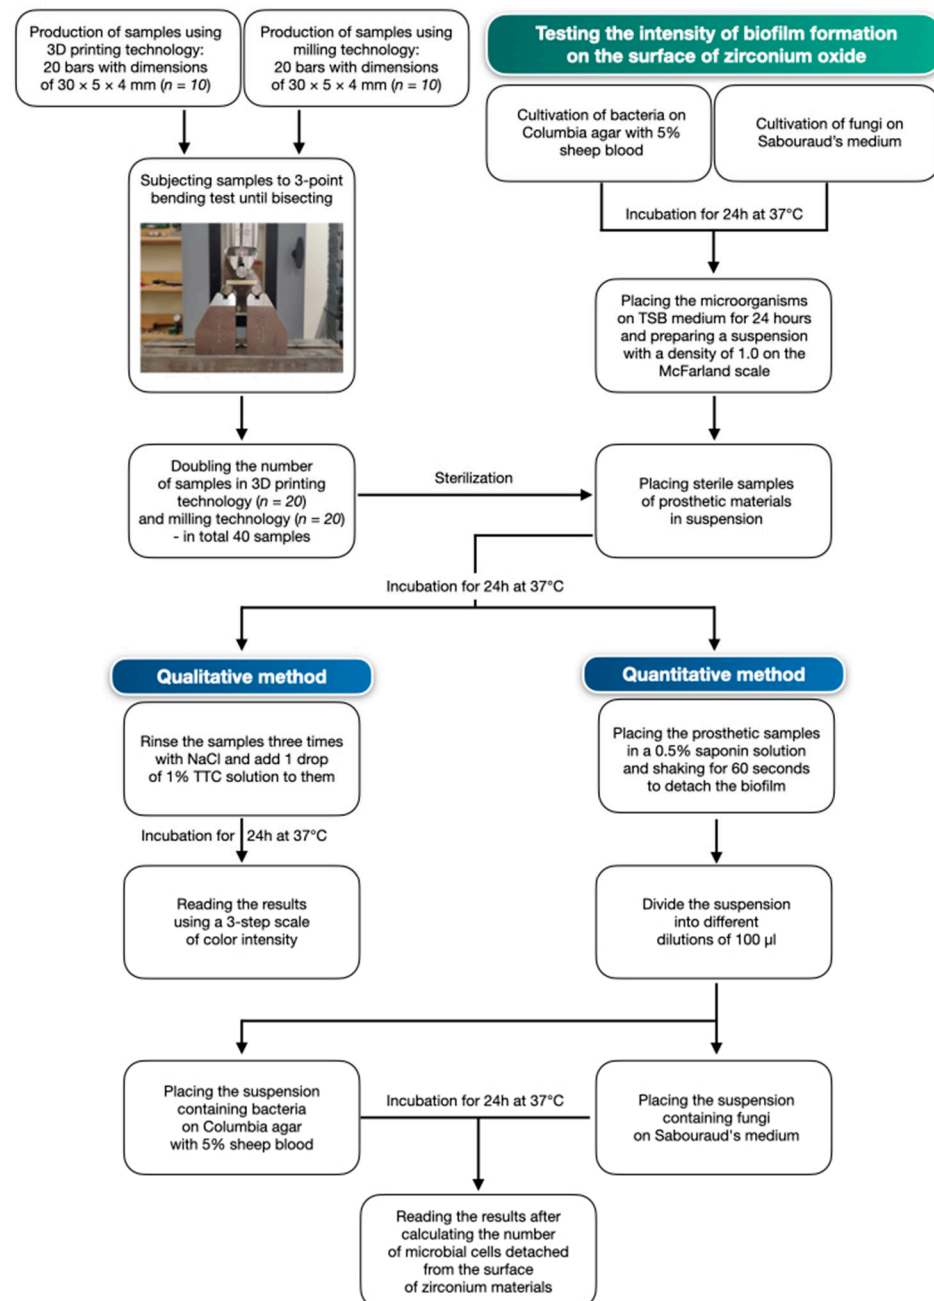 Production of samples using
3D printing technology:
20 bars with dimensions
of 30 × 5 × 4 mm (n = 10)
Production of samples using
milling technology:
20 bars with dimensions
of 30 × 5 × 4 mm (n = 10)
Testing the intensity of biofilm formation
on the surface of zirconium oxide
Cultivation of bacteria on
Columbia agar with 5%
sheep blood
Cultivation of fungi on
Sabouraud's medium
Subjecting samples to 3-point
bending test until bisecting
Incubation for 24h at 37°C
Placing the microorganisms
on TSB medium for 24 hours
and preparing a suspension
with a density of 1.0 on the
McFarland scale
Doubling the number
of samples in 3D printing
technology (n = 20)
and milling technology (n = 20)
- in total 40 samples
Sterilization
Placing sterile samples
of prosthetic materials
in suspension
Incubation for 24h at 37°C
Qualitative method
Quantitative method
Rinse the samples three times
with NaCl and add 1 drop
of 1% TTC solution to them
Placing the prosthetic samples
in a 0.5% saponin solution
and shaking for 60 seconds
to detach the biofilm
Incubation for 24h at 37°C
Reading the results
using a 3-step scale
of color intensity
Divide the suspension
into different
dilutions of 100 µl
Placing the suspension
containing bacteria
on Columbia agar
with 5% sheep blood
Incubation for 24h at 37°C
Placing the suspension
containing fungi
on Sabouraud's medium
Reading the results after
calculating the number
of microbial cells detached
from the surface
of zirconium materials